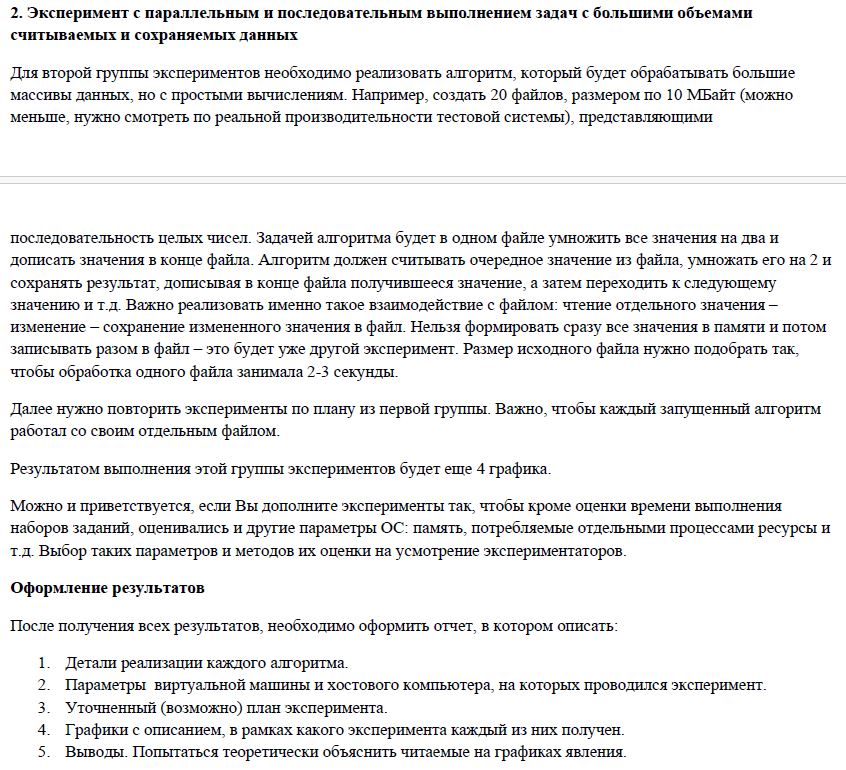 2. Эксперимент с параллельным и последовательным выполнением задач с большими объемами
считываемых и сохраняемых данных
Для второй группы экспериментов необходимо реализовать алгоритм, который будет обрабатывать большие
массивы данных, но с простыми вычислениям. Например, создать 20 файлов, размером по 10 МБайт (можно
меньше, нужно смотреть по реальной производительности тестовой системы), представляющими
последовательность целых чисел. Задачей алгоритма будет в одном файле умножить все значения на два и
дописать значения в конце файла. Алгоритм должен считывать очередное значение из файла, умножать его на 2 и
сохранять результат, дописывая в конце файла получившееся значение, а затем переходить к следующему
значению и т.д. Важно реализовать именно такое взаимодействие с файлом: чтение отдельного значения –
изменение – сохранение измененного значения в файл. Нельзя формировать сразу все значения в памяти и потом
записывать разом в файл – это будет уже другой эксперимент. Размер исходного файла нужно подобрать так,
чтобы обработка одного файла занимала 2-3 секунды.
Далее нужно повторить эксперименты по плану из первой группы. Важно, чтобы каждый запущенный алгоритм
работал со своим отдельным файлом.
Результатом выполнения этой группы экспериментов будет еще 4 графика.
Можно и приветствуется, если Вы дополните эксперименты так, чтобы кроме оценки времени выполнения
наборов заданий, оценивались и другие параметры ОС: память, потребляемые отдельными процессами ресурсы и
т.д. Выбор таких параметров и методов их оценки на усмотрение экспериментаторов.
Оформление результатов
После получения всех результатов, необходимо оформить отчет, в котором описать:
1. Детали реализации каждого алгоритма.
2. Параметры виртуальной машины и хостового компьютера, на которых проводился эксперимент.
3. Уточненный (возможно) план эксперимента.
4. Графики с описанием, в рамках какого эксперимента каждый из них получен.
5. Выводы. Попытаться теоретически объяснить читаемые на графиках явления.